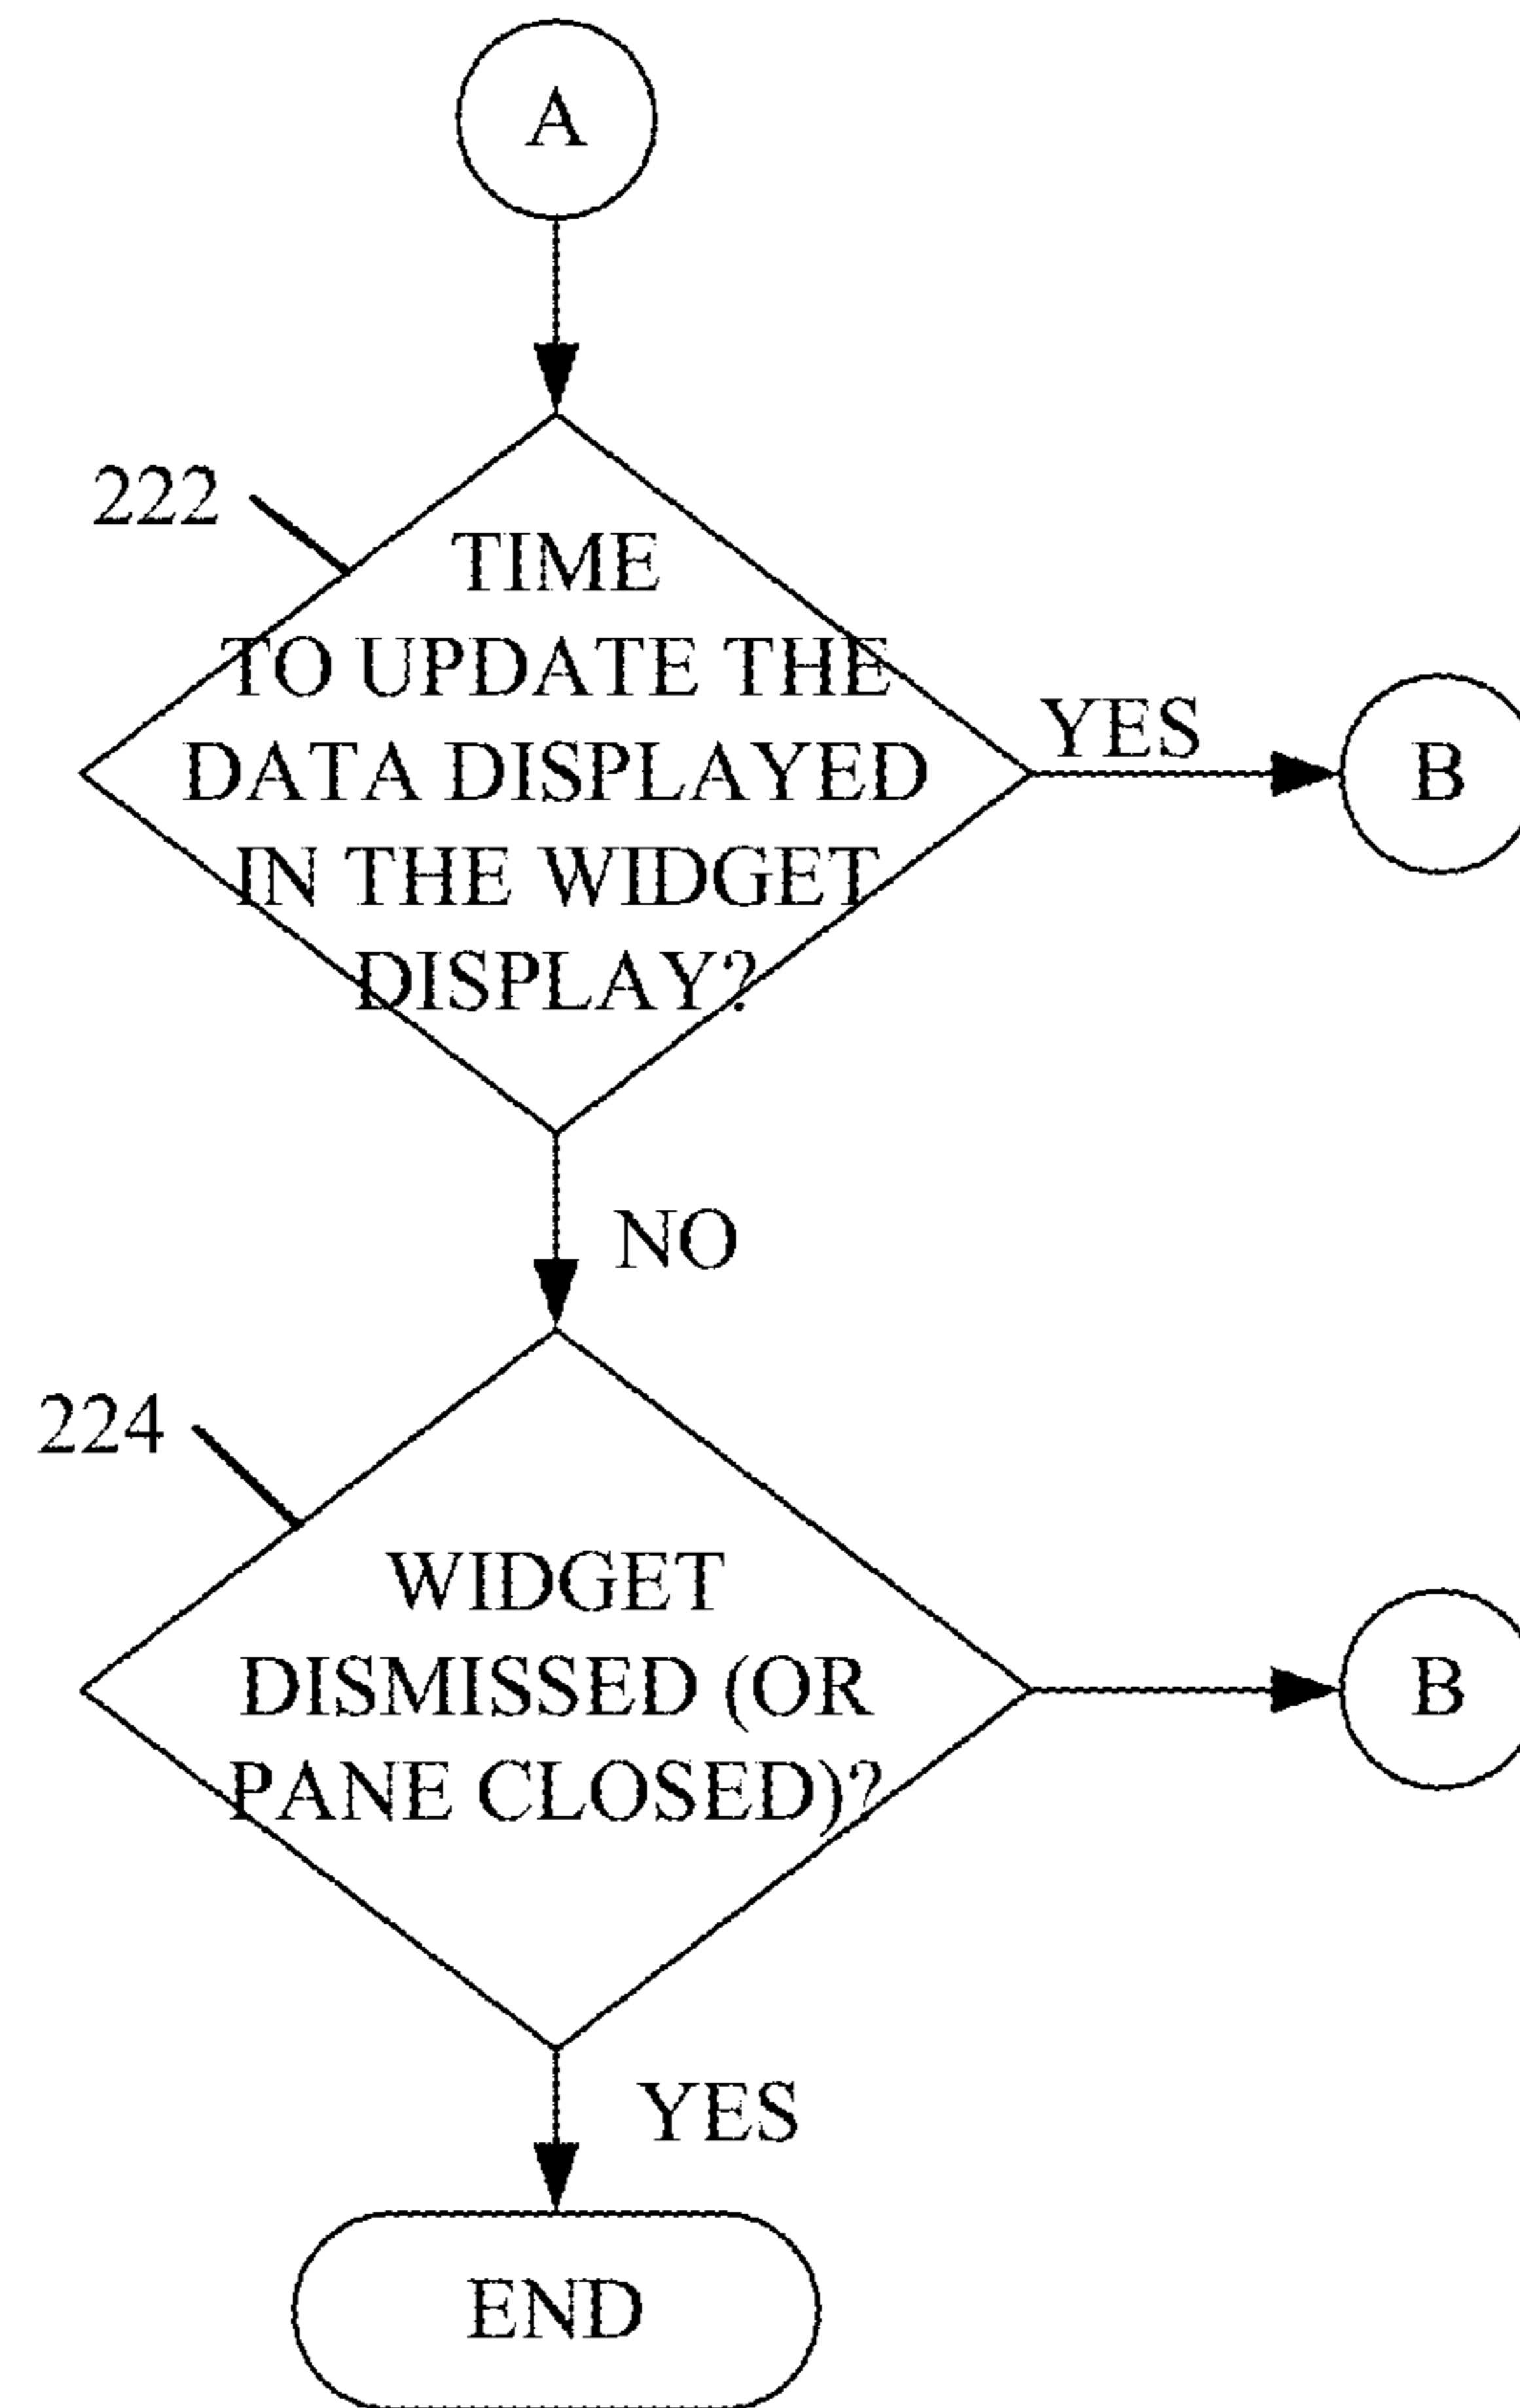 A
222
TIME
TO UPDATE THE
DATA DISPLAYED
IN THE WIDGET
DISPLAY?
YES
B
NO
224
WIDGET
DISMISSED (OR
PANE CLOSED)?
B
YES
END